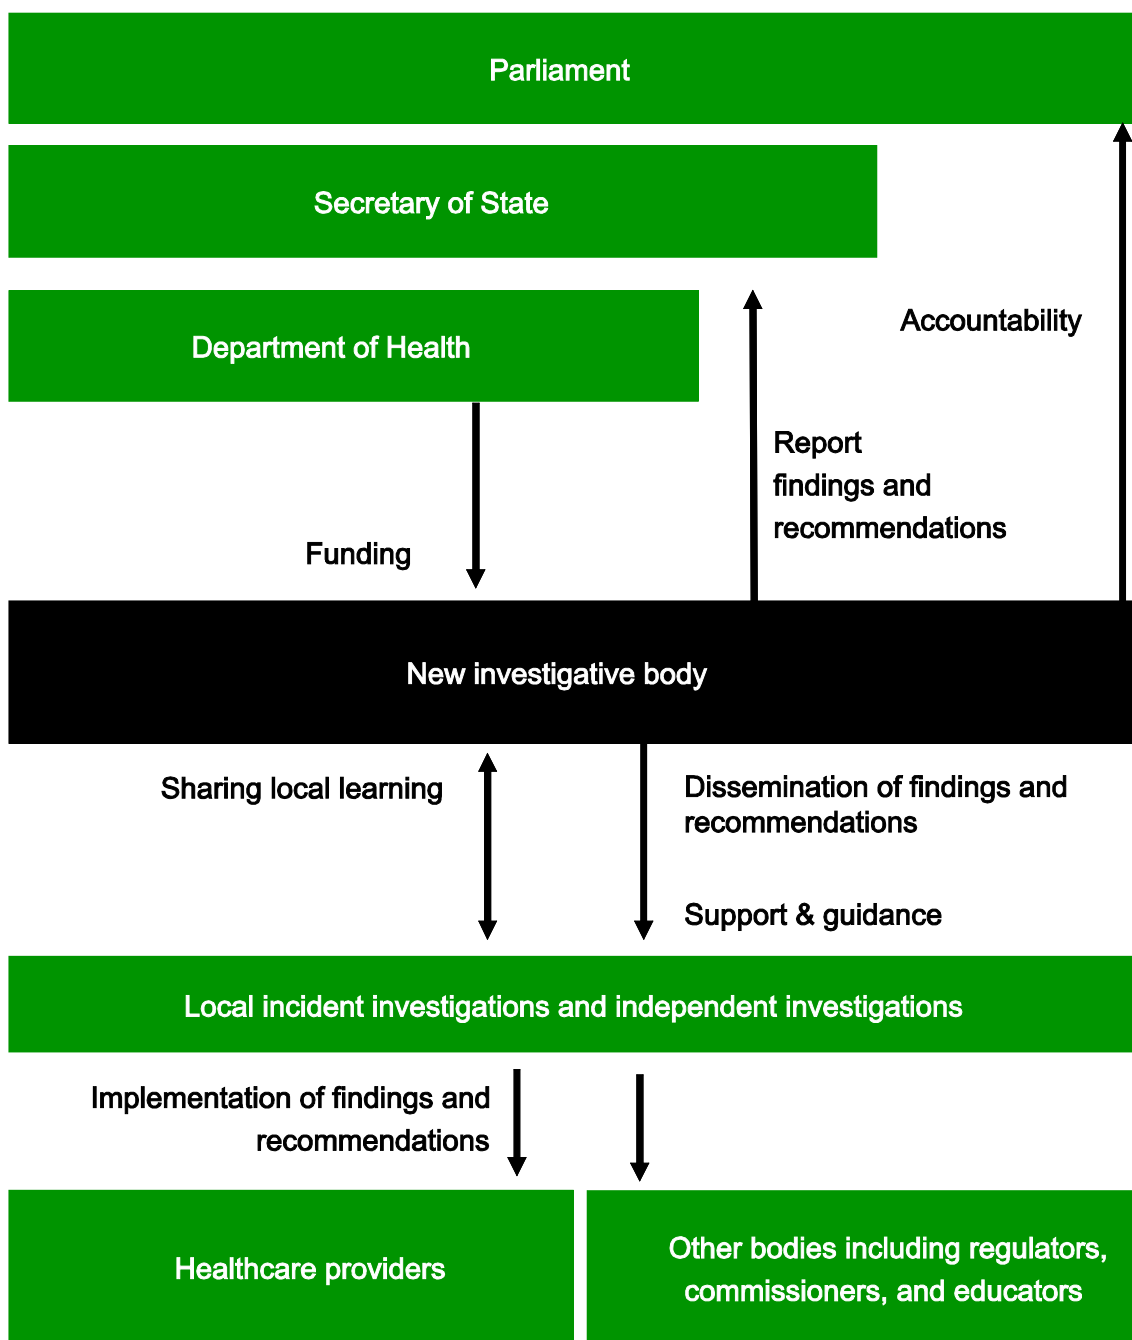 Parliament
Secretary of State
Accountability
Department of Health
Report
findings and
recommendations
Funding
New investigative body
Sharing local learning
Dissemination of findings and
recommendations
Support & guidance
Local incident investigations and independent investigations
Implementation of findings and
recommendations
Healthcare providers
Other bodies including regulators,
commissioners, and educators